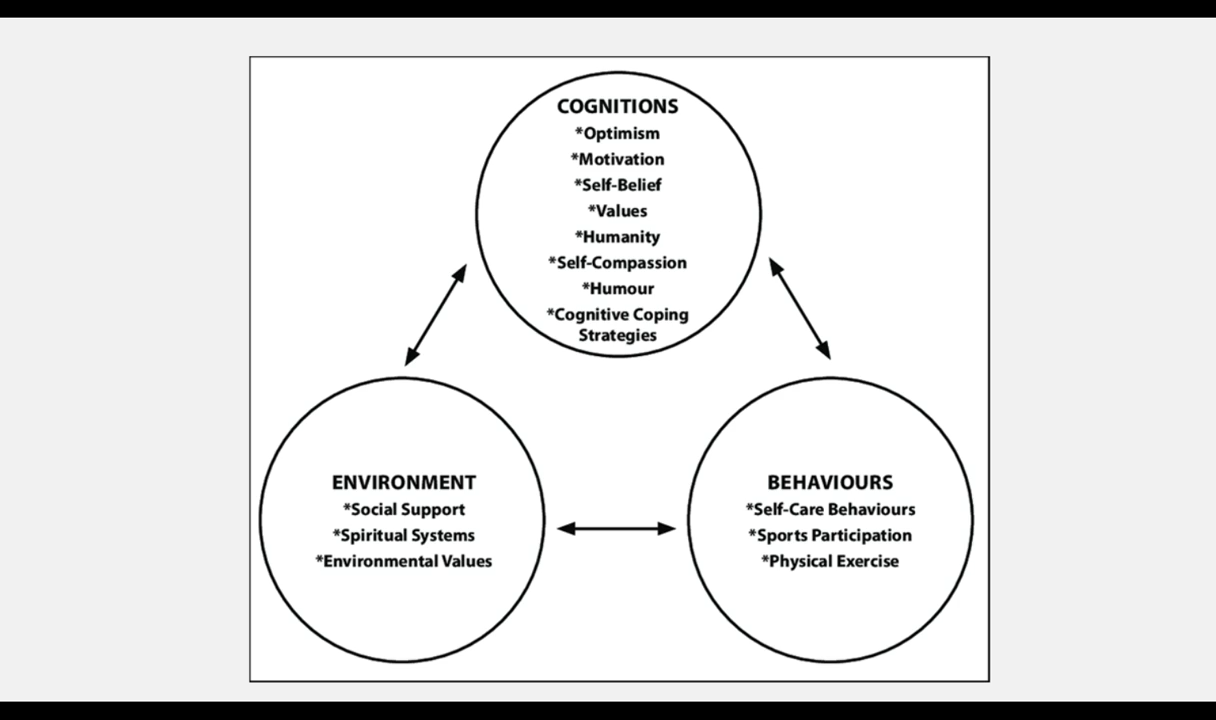 COGNITIONS
*Optimism
*Motivation
*Self-Belief
*Values
*Humanity
*Self-Compassion
*Humour
*Cognitive Coping
Strategies
ENVIRONMENT
*Social Support
*Spiritual Systems
*Environmental Values
BEHAVIOURS
*Self-Care Behaviours
*Sports Participation
*Physical Exercise